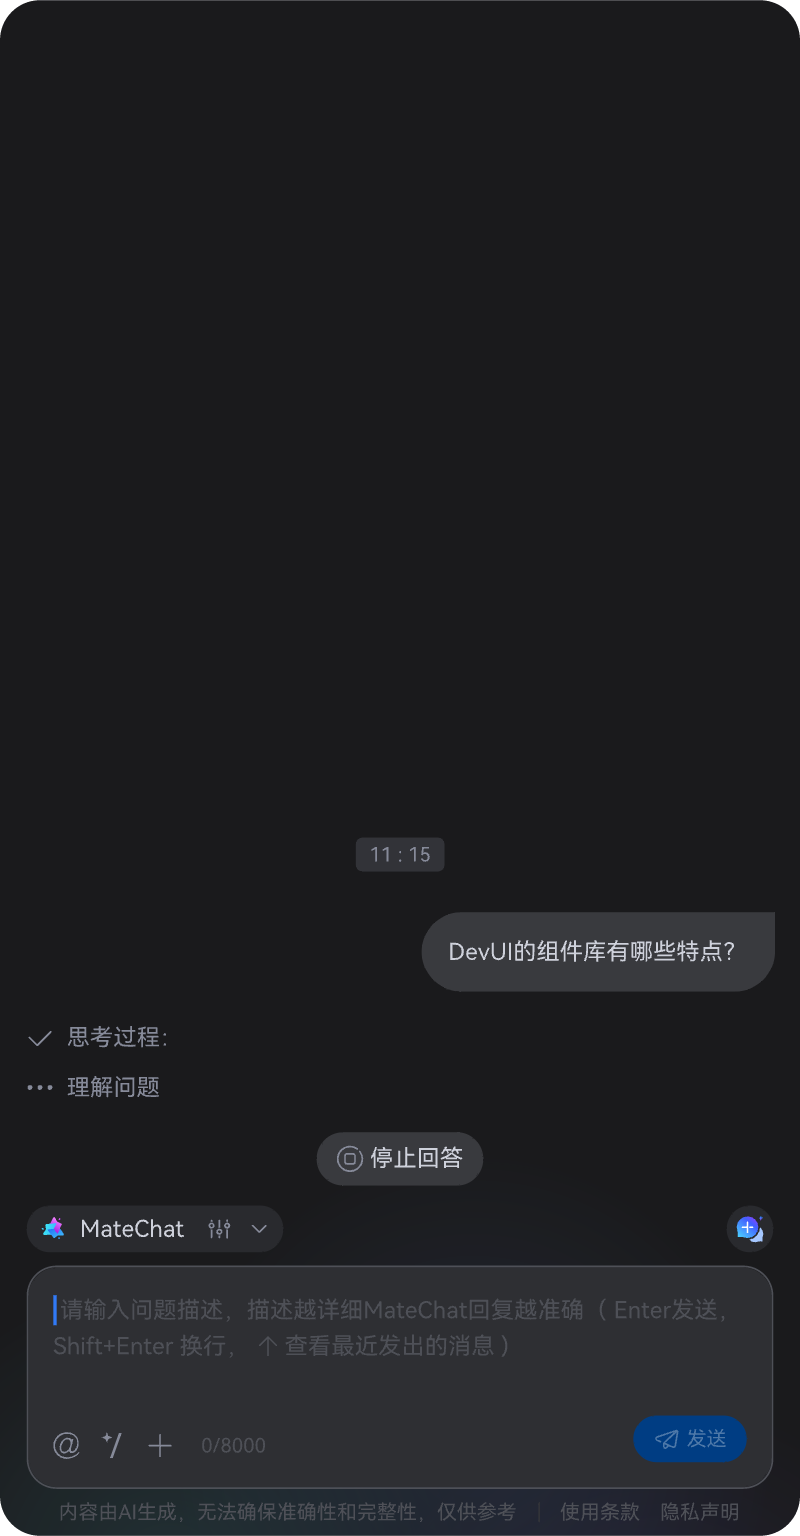 11 : 15
DevUI的组件库有哪些特点？
思考过程：
理解问题
停止回答
MateChat
请输入问题描述，描述越详细MateChat回复越准确（ Enter发送，
Shift+Enter 换行， ↑ 查看最近发出的消息 ）
@ / + 0/8000 发送
内容由AI生成，无法确保准确性和完整性，仅供参考 | 使用条款 隐私声明